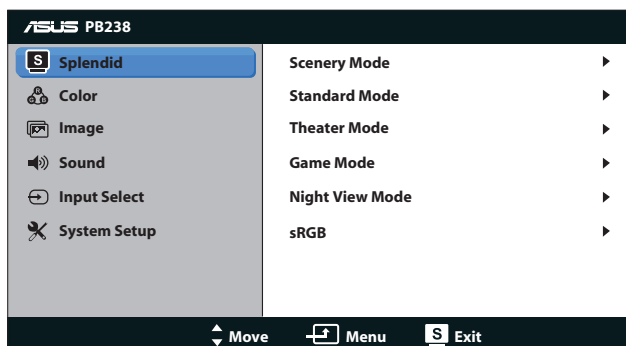 ASUS PB238
S Splendid
Color
Image
Sound
Input Select
System Setup
Scenery Mode
Standard Mode
Theater Mode
Game Mode
Night View Mode
sRGB
Move Menu S Exit